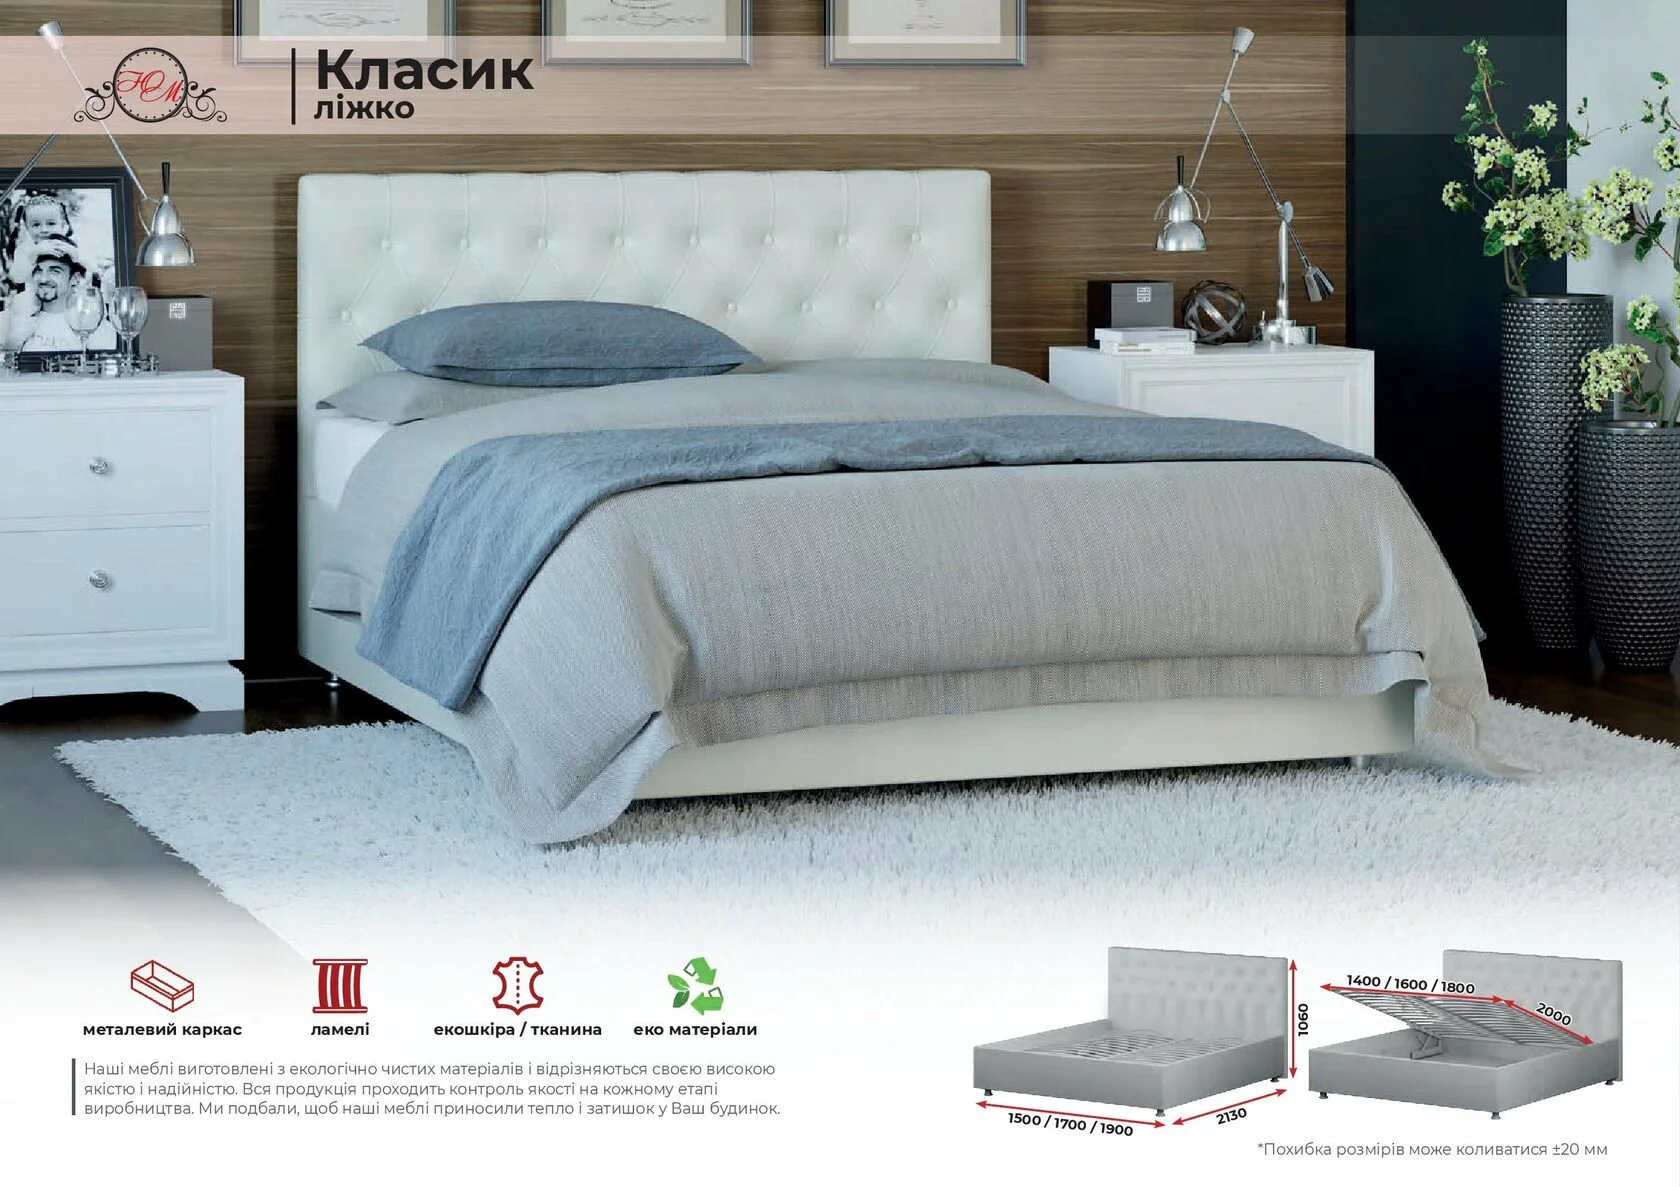 ЮМ
Класик
ліжко
металевий каркас
ламелі
екошкіра / тканина
еко матеріали
Наші меблі виготовлені з екологічно чистих матеріалів і відрізняються своєю високою
якістю і надійністю. Вся продукція проходить контроль якості на кожному етапі
виробництва. Ми подбали, щоб наші меблі приносили тепло і затишок у Ваш будинок.
1060
1500 / 1700 / 1900
2130
1400 / 1600 / 1800
2000
*Похибка розмірів може коливатися ±20 мм